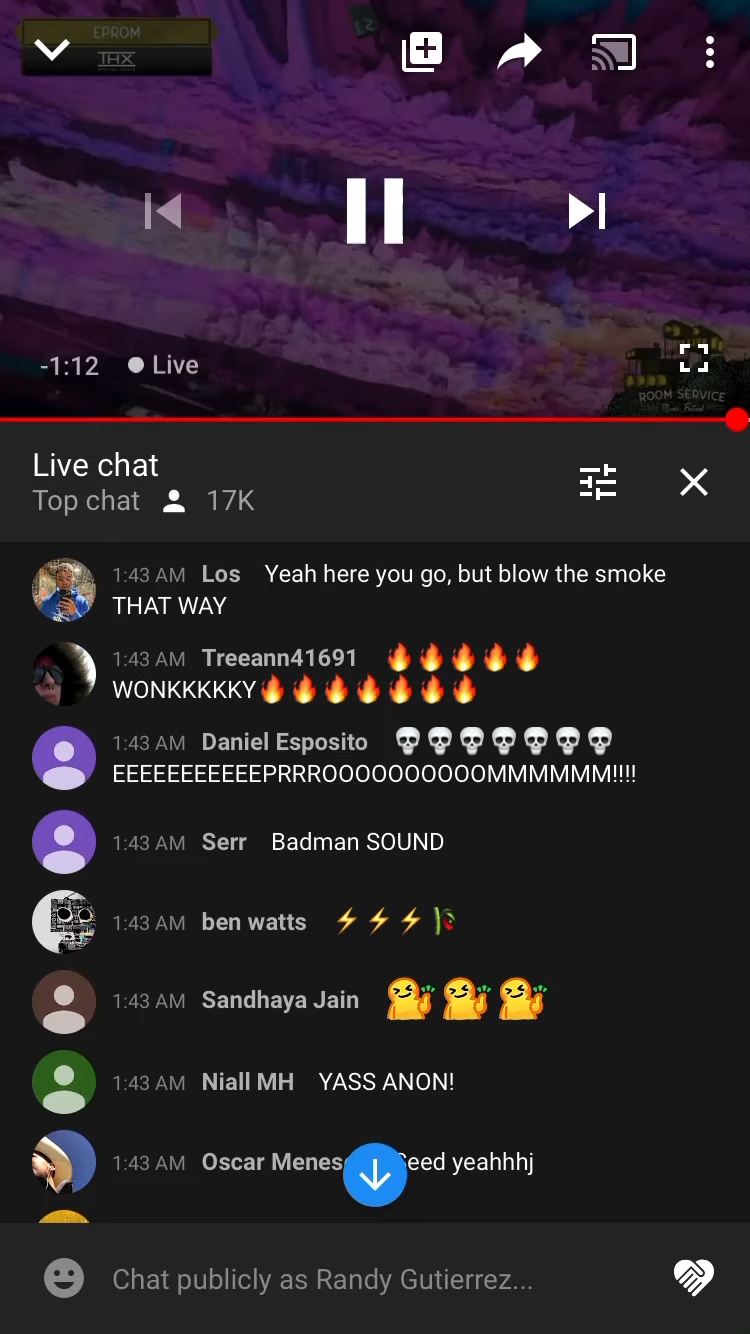 EPROM
THX
LZ
-1:12 Live
ROOM SERVICE
Music Festival
Live chat
Top chat 17K
1:43 AM Los Yeah here you go, but blow the smoke
THAT WAY
1:43 AM Treeann41691 🔥🔥🔥🔥🔥
WONKKKKKY🔥🔥🔥🔥🔥🔥🔥
1:43 AM Daniel Esposito 💀💀💀💀💀💀💀
EEEEEEEEEEEPRRROOOOOOOOOOMMMMMM!!!!
1:43 AM Serr Badman SOUND
1:43 AM ben watts ⚡⚡⚡🎋
1:43 AM Sandhaya Jain
1:43 AM Niall MH YASS ANON!
1:43 AM Oscar yeahhhj
Chat publicly as Randy Gutierrez...